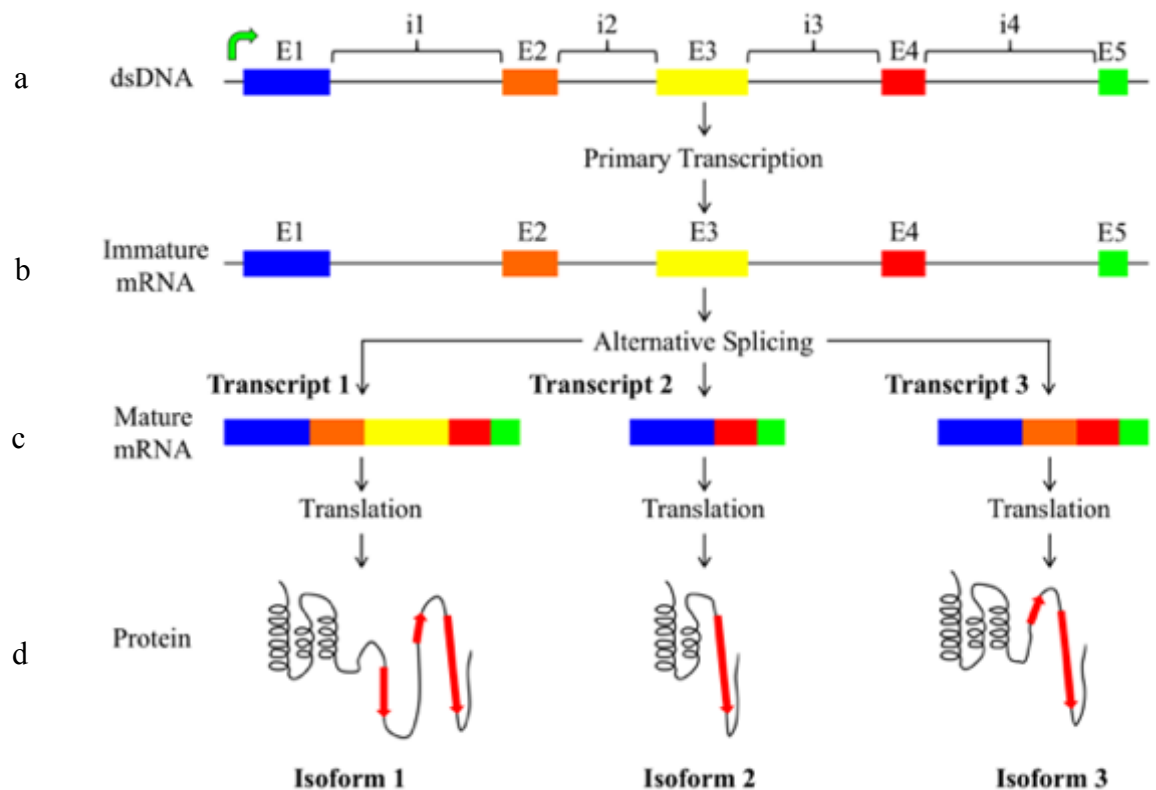 i1 i2 i3 i4
E1 E2 E3 E4 E5
a dsDNA
Primary Transcription
E1 E2 E3 E4 E5
b Immature
mRNA
Alternative Splicing
Transcript 1 Transcript 2 Transcript 3
c Mature
mRNA
Translation Translation Translation
d Protein
Isoform 1 Isoform 2 Isoform 3